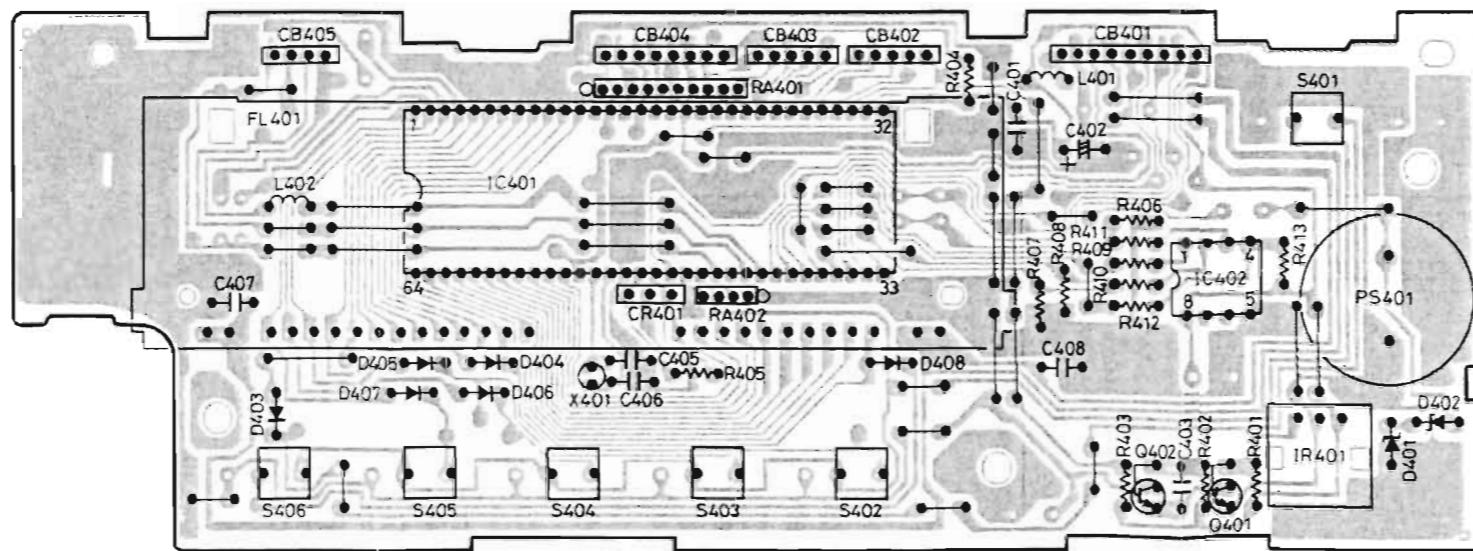 CB405
CB404
CB403
CB402
CB401
R404
C401
L401
S401
RA401
FL401
1
32
C402
+
L402
IC401
R406
R411
R409
R407
R408
R410
1
4
IC402
R413
8
5
R412
PS401
C407
64
33
CR401
RA402
D405
D404
C405
R405
D408
C408
D407
D406
X401
C406
D403
D402
D401
R403
Q402
C403
R402
R401
IR401
Q401
S406
S405
S404
S403
S402